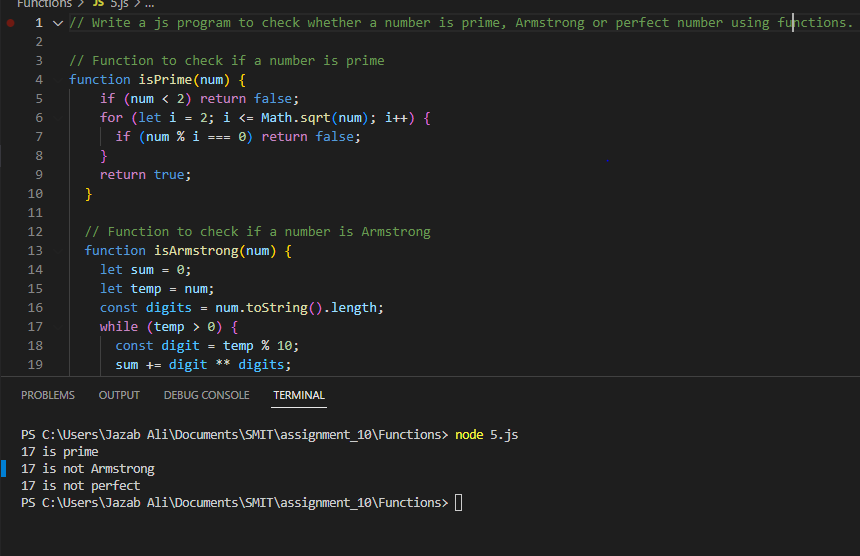 Functions > JS 5.js > ...
1 // Write a js program to check whether a number is prime, Armstrong or perfect number using functions.
2
3 // Function to check if a number is prime
4 function isPrime(num) {
5 if (num < 2) return false;
6 for (let i = 2; i <= Math.sqrt(num); i++) {
7 if (num % i === 0) return false;
8 }
9 return true;
10 }
11
12 // Function to check if a number is Armstrong
13 function isArmstrong(num) {
14 let sum = 0;
15 let temp = num;
16 const digits = num.toString().length;
17 while (temp > 0) {
18 const digit = temp % 10;
19 sum += digit ** digits;
PROBLEMS OUTPUT DEBUG CONSOLE TERMINAL
PS C:\Users\Jazab Ali\Documents\SMIT\assignment_10\Functions> node 5.js
17 is prime
17 is not Armstrong
17 is not perfect
PS C:\Users\Jazab Ali\Documents\SMIT\assignment_10\Functions>